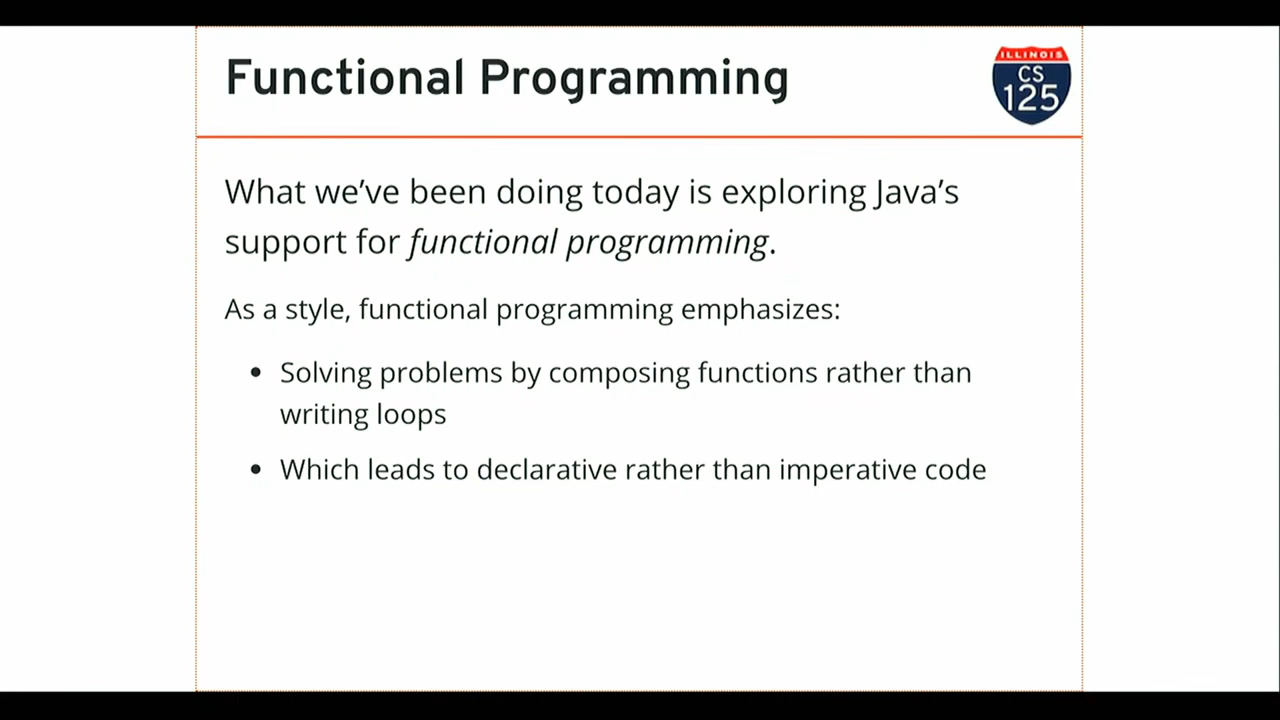 Functional Programming
ILLINOIS
CS
125
What we’ve been doing today is exploring Java’s
support for functional programming.
As a style, functional programming emphasizes:
• Solving problems by composing functions rather than
writing loops
• Which leads to declarative rather than imperative code